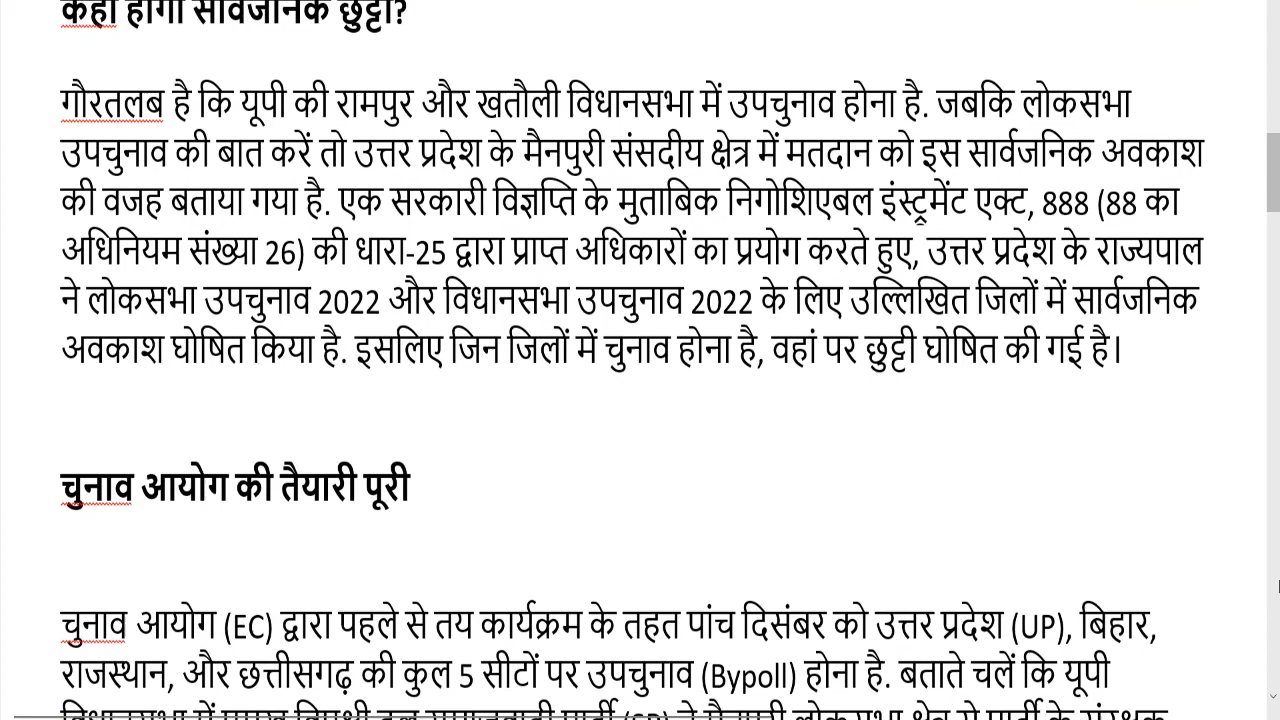 कहां होगी सार्वजनिक छुट्टी?
गौरतलब है कि यूपी की रामपुर और खतौली विधानसभा में उपचुनाव होना है. जबकि लोकसभा
उपचुनाव की बात करें तो उत्तर प्रदेश के मैनपुरी संसदीय क्षेत्र में मतदान को इस सार्वजनिक अवकाश
की वजह बताया गया है. एक सरकारी विज्ञप्ति के मुताबिक निगोशिएबल इंस्ट्रूमेंट एक्ट, 888 (88 का
अधिनियम संख्या 26) की धारा-25 द्वारा प्राप्त अधिकारों का प्रयोग करते हुए, उत्तर प्रदेश के राज्यपाल
ने लोकसभा उपचुनाव 2022 और विधानसभा उपचुनाव 2022 के लिए उल्लिखित जिलों में सार्वजनिक
अवकाश घोषित किया है. इसलिए जिन जिलों में चुनाव होना है, वहां पर छुट्टी घोषित की गई है।
चुनाव आयोग की तैयारी पूरी
चुनाव आयोग (EC) द्वारा पहले से तय कार्यक्रम के तहत पांच दिसंबर को उत्तर प्रदेश (UP), बिहार,
राजस्थान, और छत्तीसगढ़ की कुल 5 सीटों पर उपचुनाव (Bypoll) होना है. बताते चलें कि यूपी